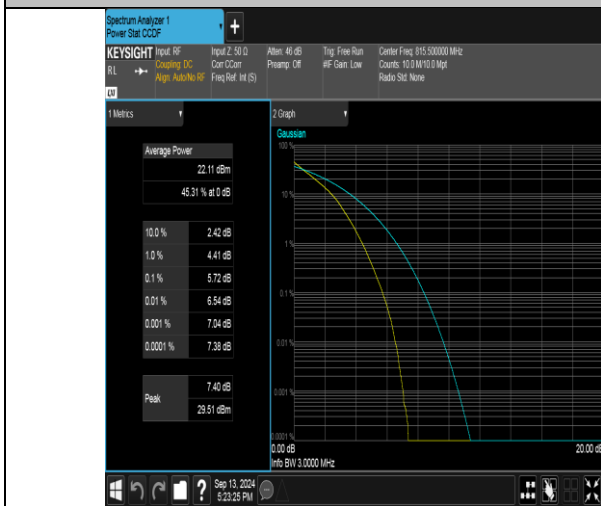 Spectrum Analyzer 1
Power Stat CCDF
+
KEYSIGHT Input: RF Input Z: 50 Ω Atten: 46 dB Trig: Free Run Center Freq: 815.500000 MHz
RL Coupling: DC Corr CCorr Preamp: Off #IF Gain: Low Counts: 10.0 M/10.0 Mpt
Align: Auto/No RF Freq Ref: Int (S) Radio Std: None
1 Metrics
Average Power
22.11 dBm
45.31 % at 0 dB
10.0 % 2.42 dB
1.0 % 4.41 dB
0.1 % 5.72 dB
0.01 % 6.54 dB
0.001 % 7.04 dB
0.0001 % 7.38 dB
Peak 7.40 dB
29.51 dBm
2 Graph
Gaussian
100 %
10 %
1 %
0.1 %
0.01 %
0.001 %
0.0001 %
0.00 dB 20.00 dB
Info BW 3.0000 MHz
? Sep 13, 2024
5:23:25 PM